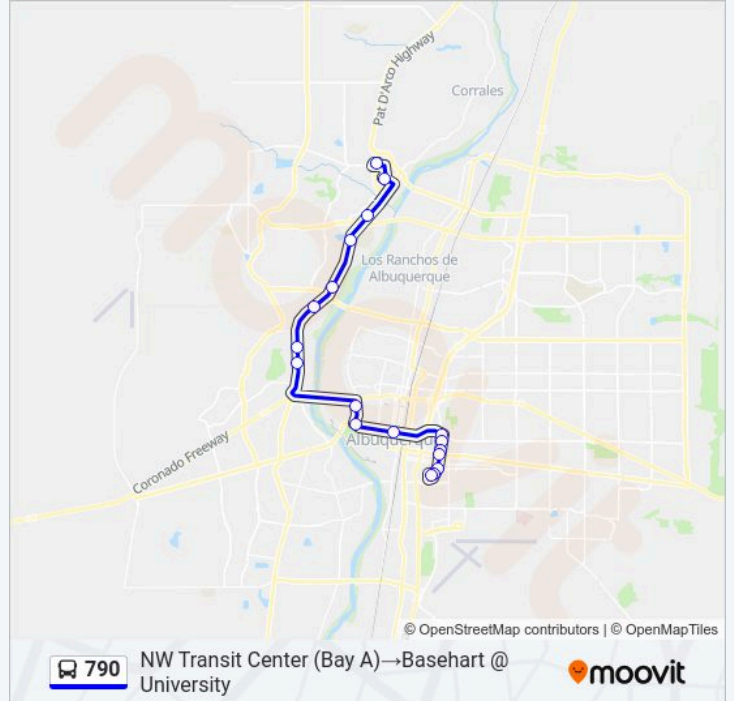 Pat D'Arco Highway
Corrales
Los Ranchos de
Albuquerque
Albuquerque
Coronado Freeway
© OpenStreetMap contributors | © OpenMapTiles
790
NW Transit Center (Bay A)→Basehart @
University
moovit